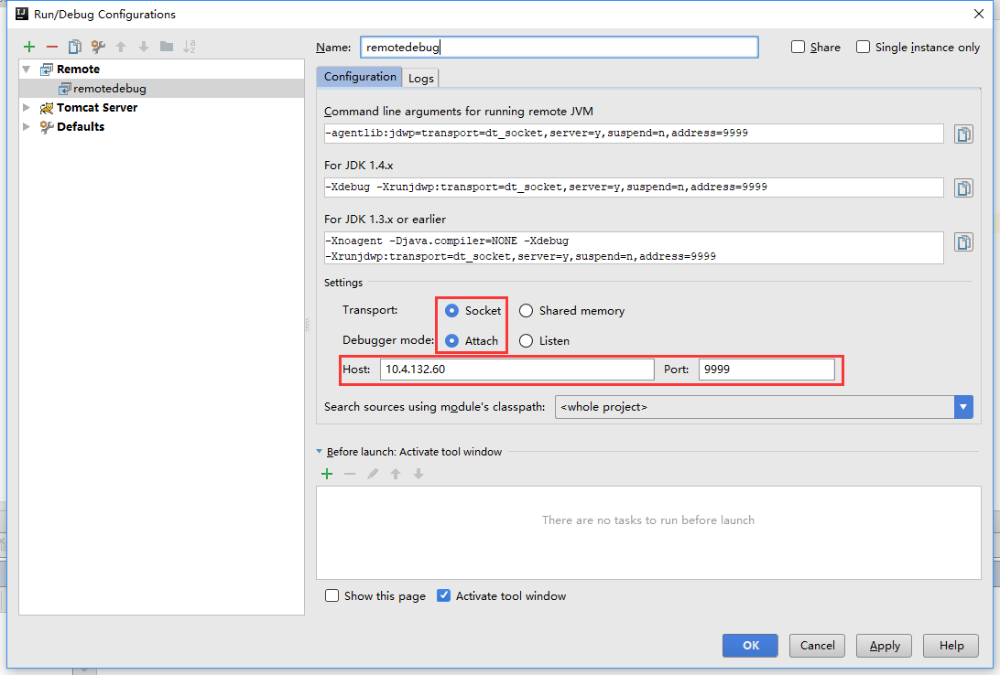 Run/Debug Configurations
Name: remotedebug
Share
Single instance only
Remote
remotedebug
Tomcat Server
Defaults
Configuration
Logs
Command line arguments for running remote JVM
-agentlib:jdwp=transport=dt_socket,server=y,suspend=n,address=9999
For JDK 1.4.x
-Xdebug -Xrunjdwp:transport=dt_socket,server=y,suspend=n,address=9999
For JDK 1.3.x or earlier
-Xnoagent -Djava.compiler=NONE -Xdebug
-Xrunjdwp:transport=dt_socket,server=y,suspend=n,address=9999
Settings
Transport: Socket Shared memory
Debugger mode: Attach Listen
Host: 10.4.132.60 Port: 9999
Search sources using module's classpath: <whole project>
Before launch: Activate tool window
There are no tasks to run before launch
Show this page Activate tool window
OK Cancel Apply Help